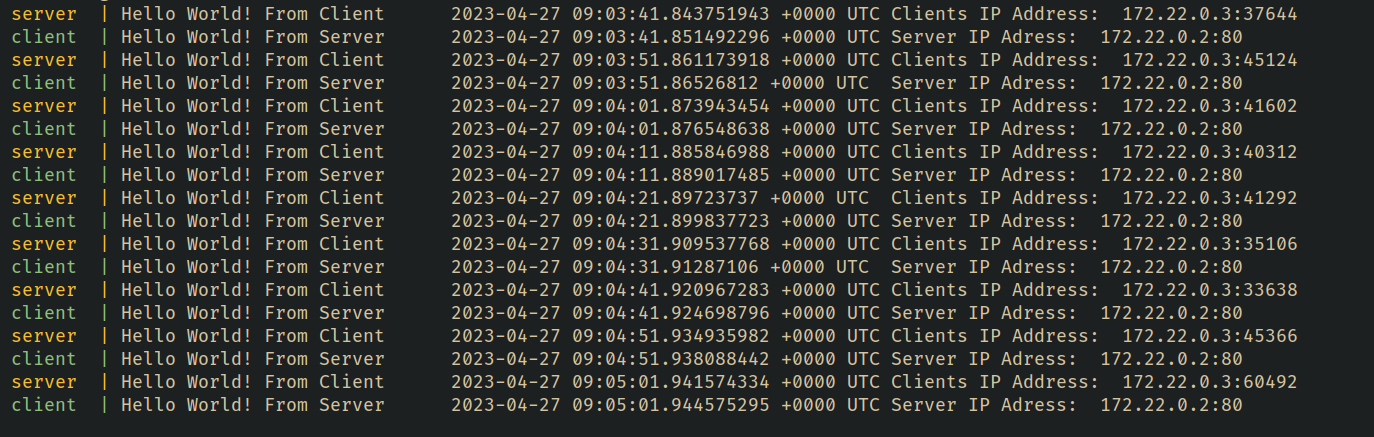 server  | Hello World! From Client      2023-04-27 09:03:41.843751943 +0000 UTC Clients IP Address:  172.22.0.3:37644
client  | Hello World! From Server      2023-04-27 09:03:41.851492296 +0000 UTC Server IP Adress:  172.22.0.2:80
server  | Hello World! From Client      2023-04-27 09:03:51.861173918 +0000 UTC Clients IP Address:  172.22.0.3:45124
client  | Hello World! From Server      2023-04-27 09:03:51.86526812 +0000 UTC  Server IP Adress:  172.22.0.2:80
server  | Hello World! From Client      2023-04-27 09:04:01.873943454 +0000 UTC Clients IP Address:  172.22.0.3:41602
client  | Hello World! From Server      2023-04-27 09:04:01.876548638 +0000 UTC Server IP Adress:  172.22.0.2:80
server  | Hello World! From Client      2023-04-27 09:04:11.885846988 +0000 UTC Clients IP Address:  172.22.0.3:40312
client  | Hello World! From Server      2023-04-27 09:04:11.889017485 +0000 UTC Server IP Adress:  172.22.0.2:80
server  | Hello World! From Client      2023-04-27 09:04:21.89723737 +0000 UTC  Clients IP Address:  172.22.0.3:41292
client  | Hello World! From Server      2023-04-27 09:04:21.899837723 +0000 UTC Server IP Adress:  172.22.0.2:80
server  | Hello World! From Client      2023-04-27 09:04:31.909537768 +0000 UTC Clients IP Address:  172.22.0.3:35106
client  | Hello World! From Server      2023-04-27 09:04:31.91287106 +0000 UTC  Server IP Adress:  172.22.0.2:80
server  | Hello World! From Client      2023-04-27 09:04:41.920967283 +0000 UTC Clients IP Address:  172.22.0.3:33638
client  | Hello World! From Server      2023-04-27 09:04:41.924698796 +0000 UTC Server IP Adress:  172.22.0.2:80
server  | Hello World! From Client      2023-04-27 09:04:51.934935982 +0000 UTC Clients IP Address:  172.22.0.3:45366
client  | Hello World! From Server      2023-04-27 09:04:51.938088442 +0000 UTC Server IP Adress:  172.22.0.2:80
server  | Hello World! From Client      2023-04-27 09:05:01.941574334 +0000 UTC Clients IP Address:  172.22.0.3:60492
client  | Hello World! From Server      2023-04-27 09:05:01.944575295 +0000 UTC Server IP Adress:  172.22.0.2:80